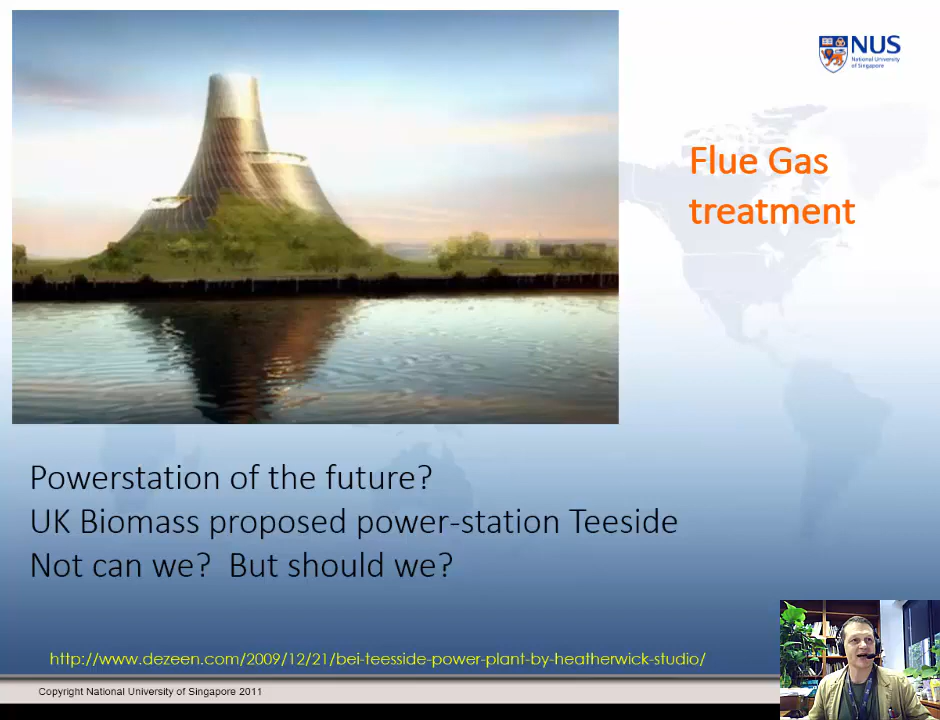 NUS
National University
of Singapore
Flue Gas
treatment
Powerstation of the future?
UK Biomass proposed power-station Teeside
Not can we?  But should we?
http://www.dezeen.com/2009/12/21/bei-teesside-power-plant-by-heatherwick-studio/
Copyright National University of Singapore 2011